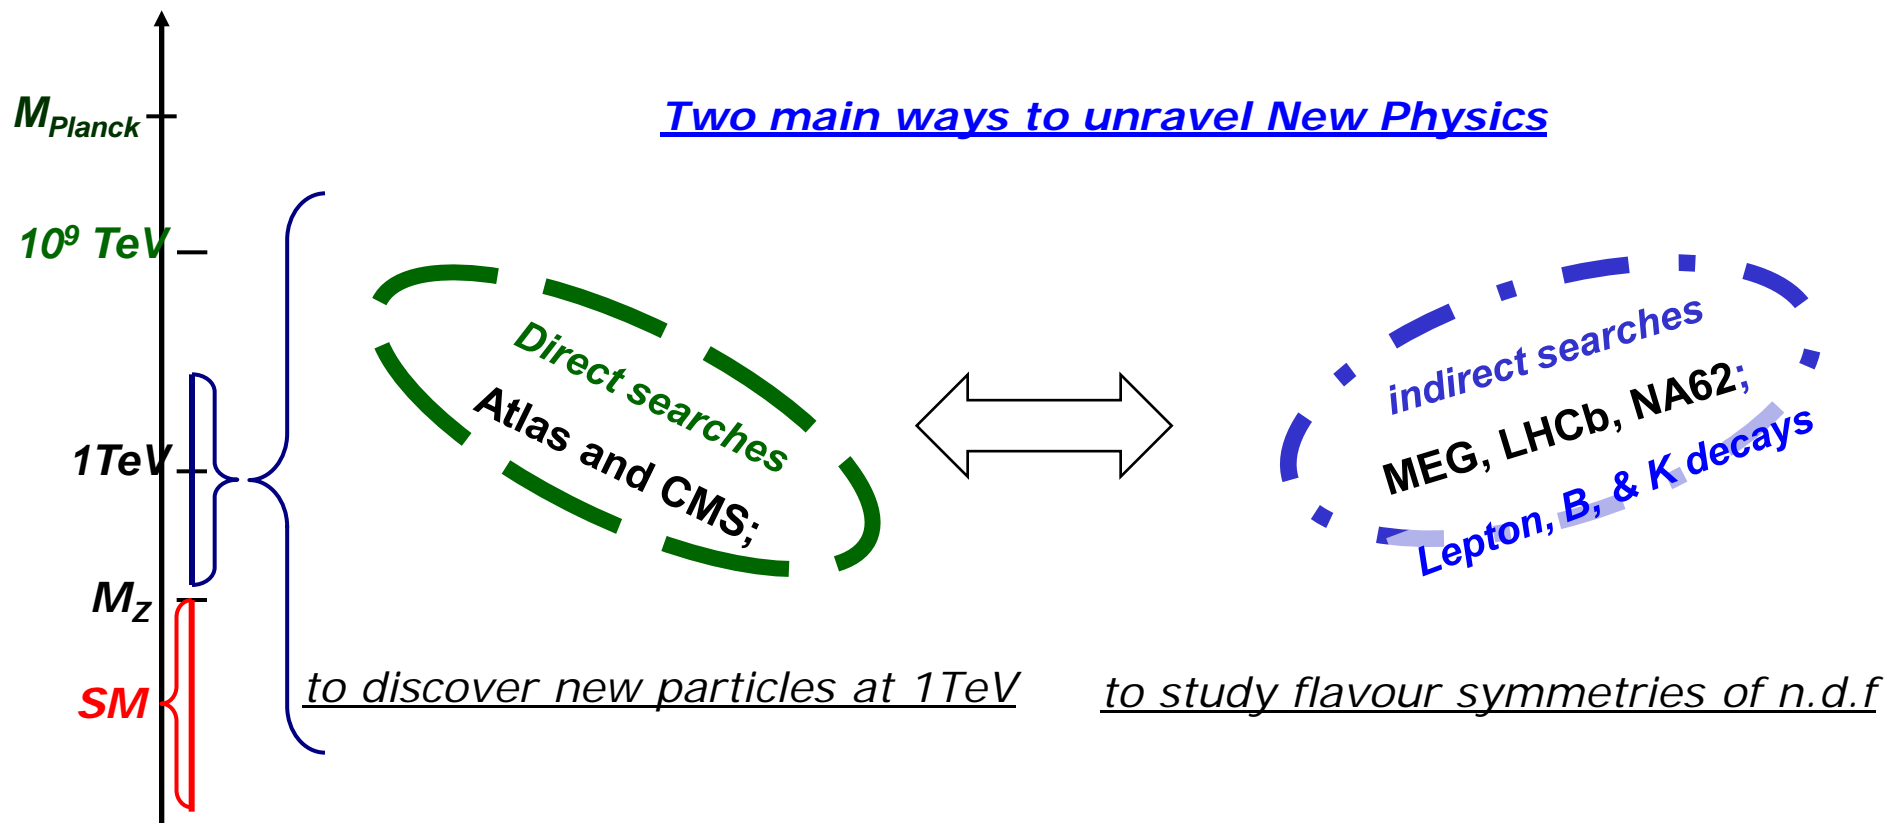 Two main ways to unravel New Physics
M_Planck
10⁹ TeV
1TeV
M_Z
SM
Direct searches
Atlas and CMS;
indirect searches
MEG, LHCb, NA62;
Lepton, B, & K decays
to discover new particles at 1TeV
to study flavour symmetries of n.d.f